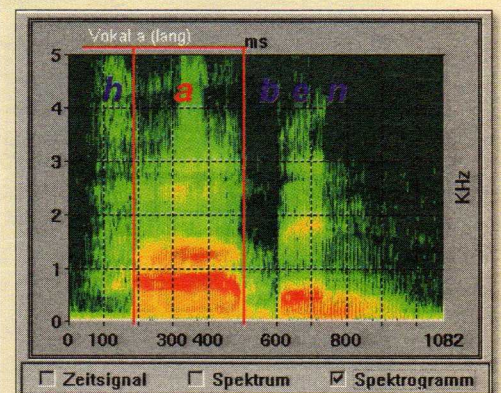 Vokal a (lang)
ms
5
h a b e n
4
3
KHz
2
1
0
0 100 300 400 600 800 1082
Zeitsignal Spektrum Spektrogramm